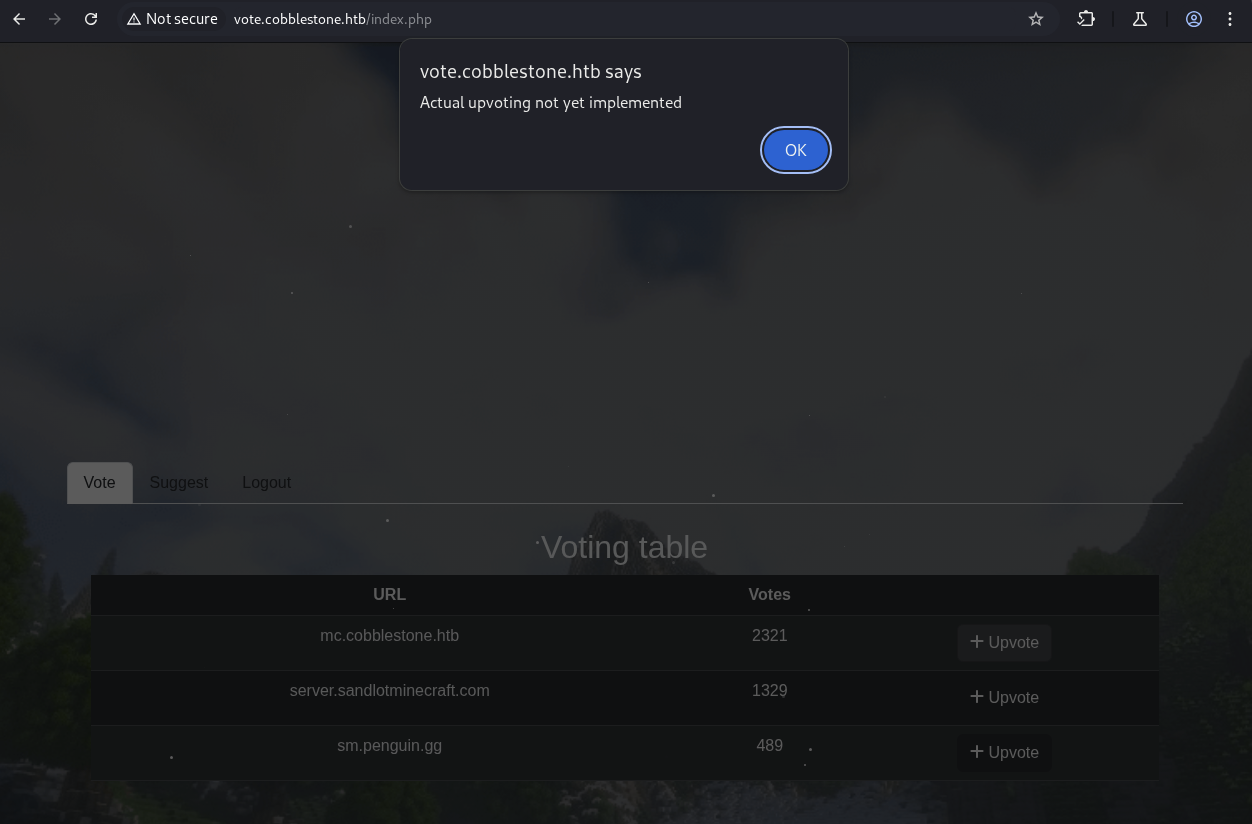 Not secure vote.cobblestone.htb/index.php
vote.cobblestone.htb says
Actual upvoting not yet implemented
OK
Vote Suggest Logout
Voting table
URL Votes
mc.cobblestone.htb 2321 + Upvote
server.sandlotminecraft.com 1329 + Upvote
sm.penguin.gg 489 + Upvote